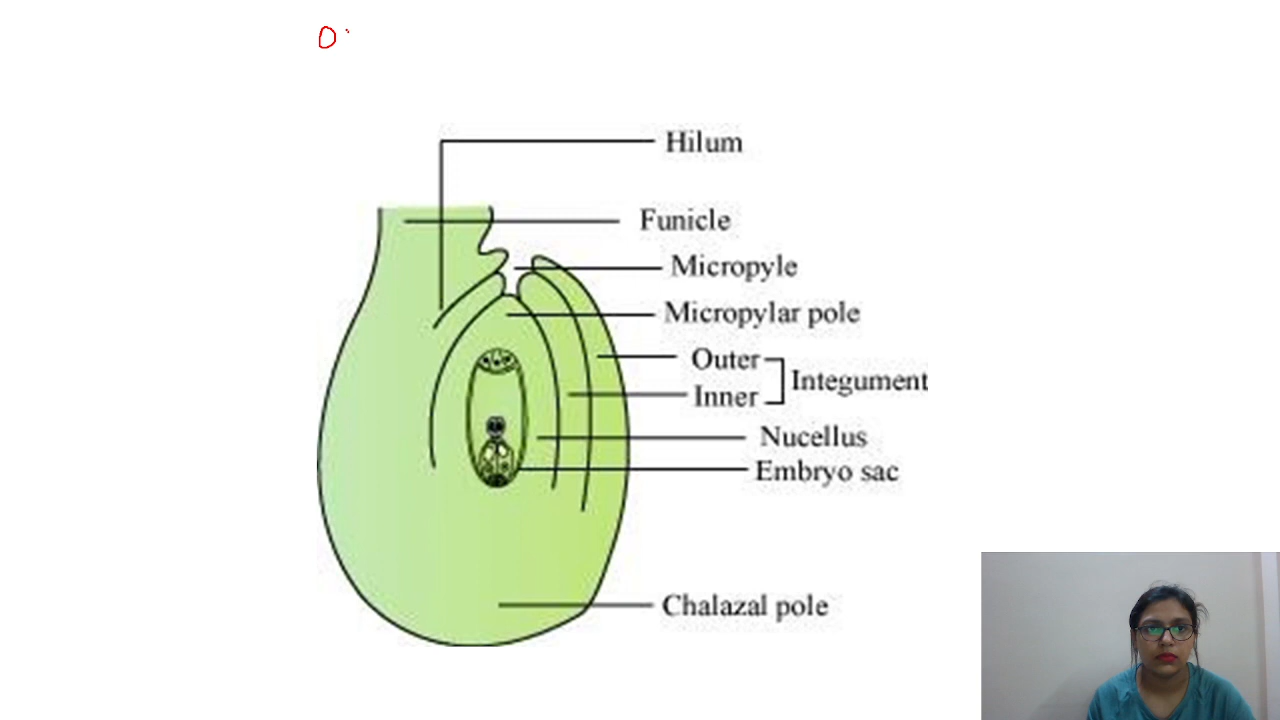 O
Hilum
Funicle
Micropyle
Micropylar pole
Outer
Integument
Inner
Nucellus
Embryo sac
Chalazal pole